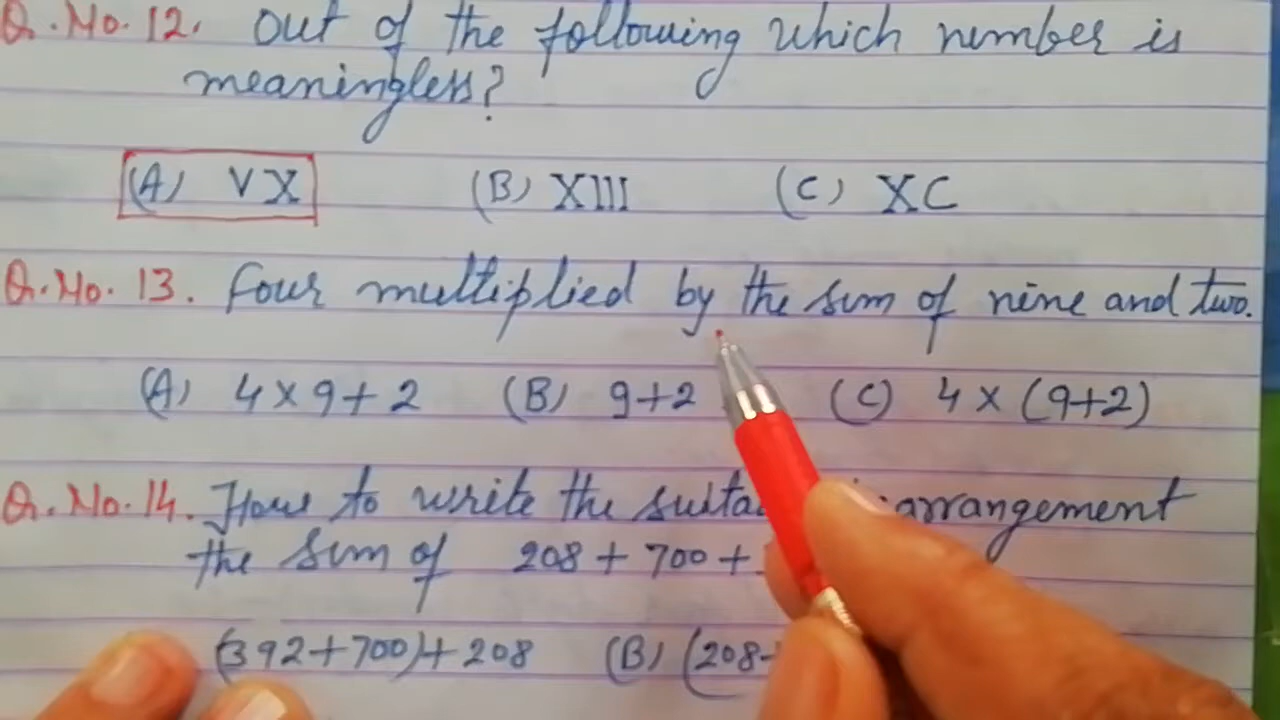 Q.No.12. Out of the following which number is
meaningless?
(A) VX (B) XIII (C) XC
Q.No.13. Four multiplied by the sum of nine and two.
(A) 4×9+2 (B) 9+2 (C) 4×(9+2)
Q.No.14. How to write the arrangement
the sum of 208+700+
(392+700)+208 (B) (208+